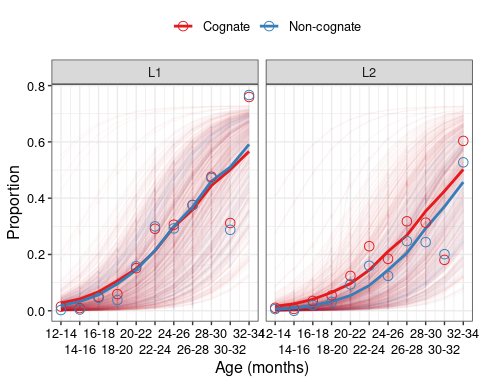 Cognate Non-cognate
L1 L2
Proportion
0.8
0.6
0.4
0.2
0.0
12-14 16-18 20-22 24-26 28-30 32-34 12-14 16-18 20-22 24-26 28-30 32-34
14-16 18-20 22-24 26-28 30-32 14-16 18-20 22-24 26-28 30-32
Age (months)